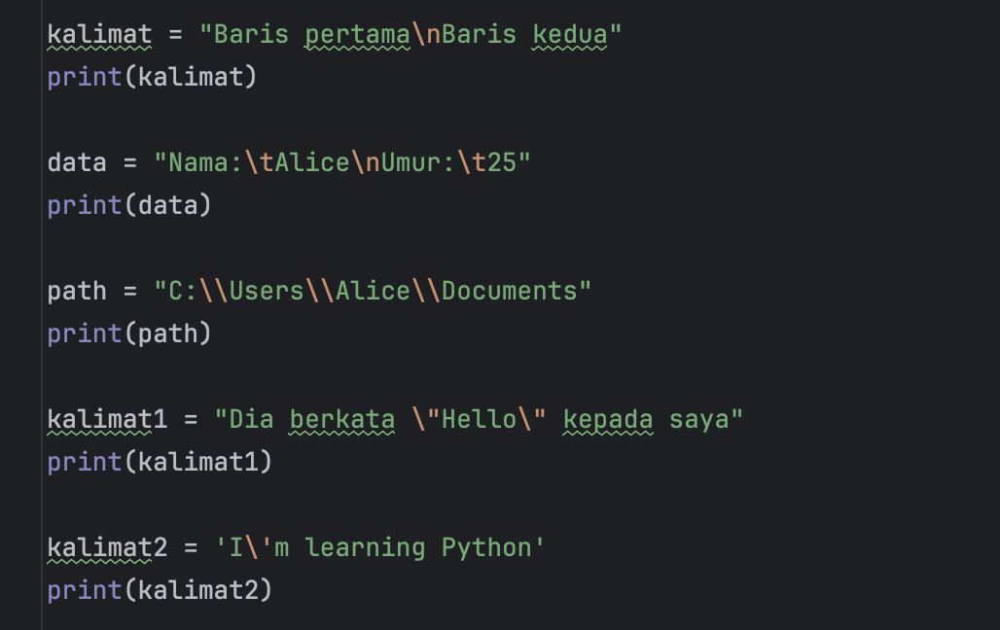 kalimat = "Baris pertama\nBaris kedua"
print(kalimat)
data = "Nama:\tAlice\nUmur:\t25"
print(data)
path = "C:\\Users\\Alice\\Documents"
print(path)
kalimat1 = "Dia berkata \"Hello\" kepada saya"
print(kalimat1)
kalimat2 = 'I\'m learning Python'
print(kalimat2)